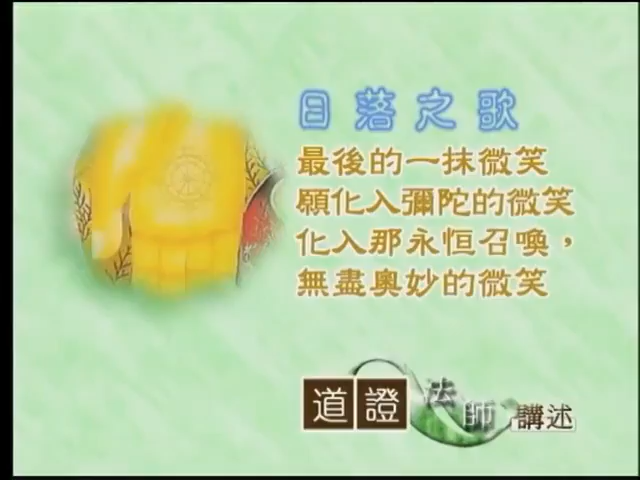 日落之歌
最後的一抹微笑
願化入彌陀的微笑
化入那永恒召喚，
無盡奧妙的微笑
道證法師講述